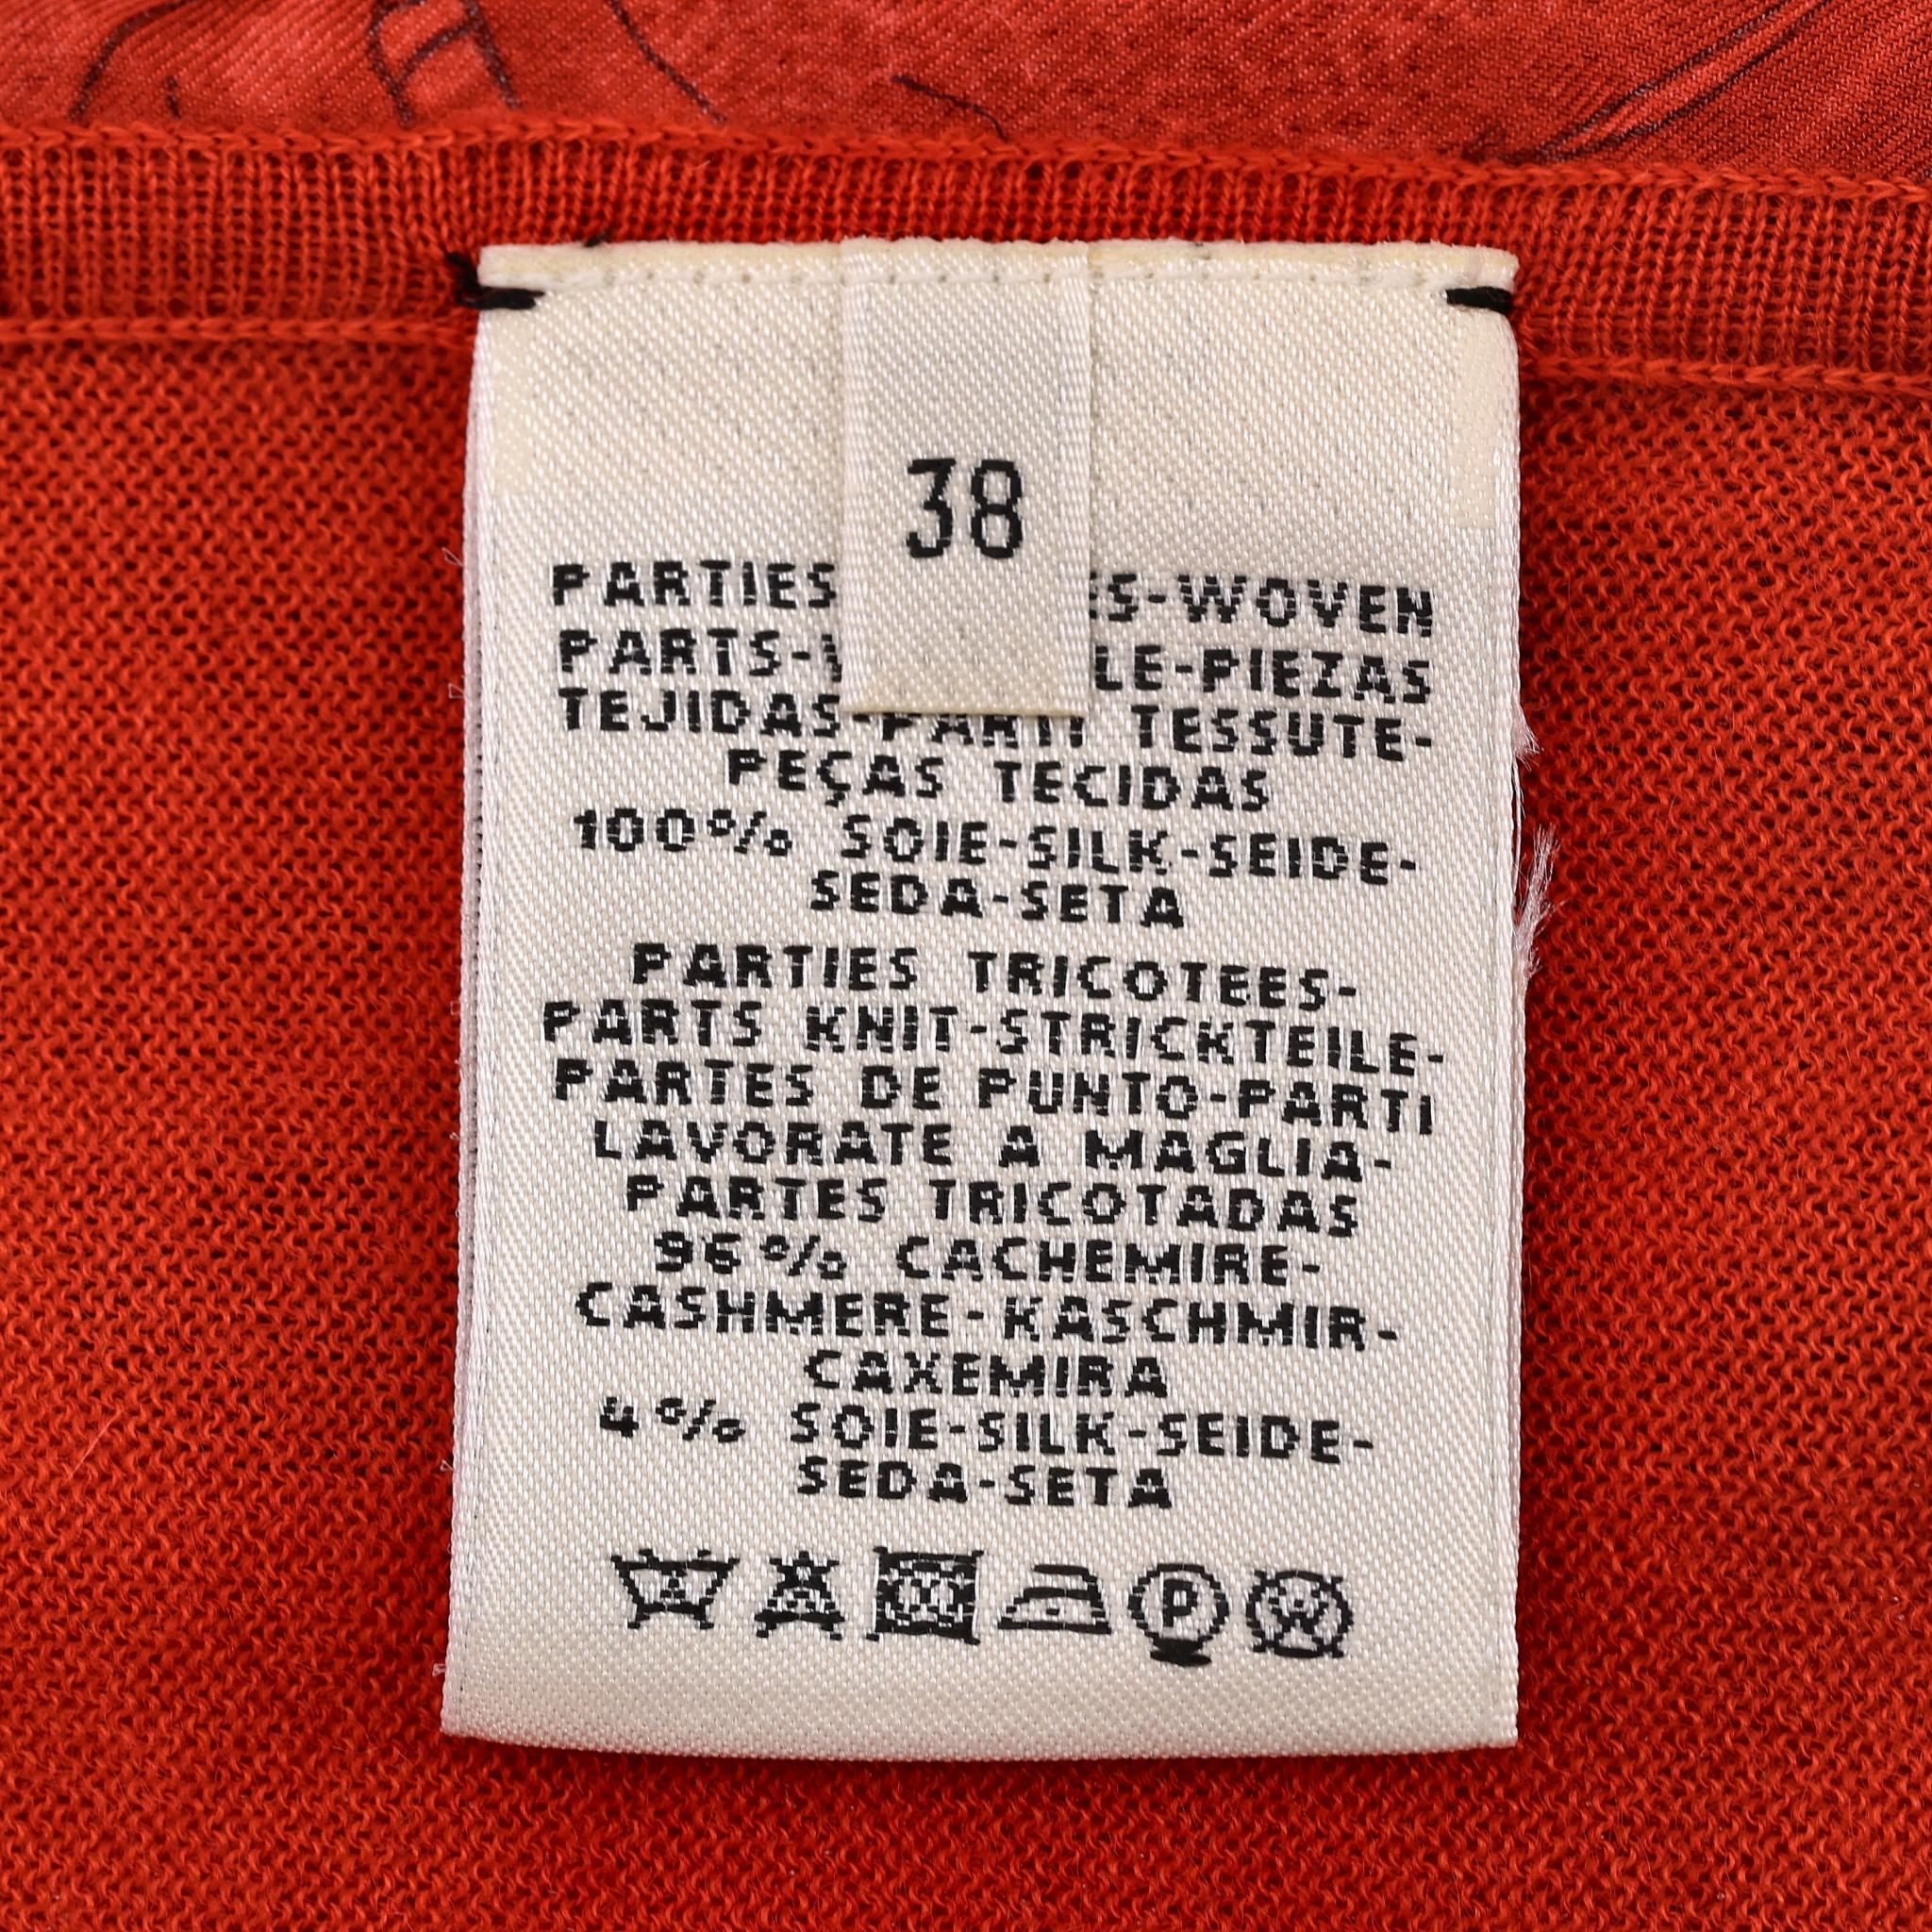 38
PARTIES -WOVEN
PARTS- -PIEZAS
TEJIDAS-PARTI TESSUTE-
PEÇAS TECIDAS
100% SOIE-SILK-SEIDE-
SEDA-SETA
PARTIES TRICOTEES-
PARTS KNIT-STRICKTEILE-
PARTES DE PUNTO-PARTI
LAVORATE A MAGLIA-
PARTES TRICOTADAS
96% CACHEMIRE-
CASHMERE-KASCHMIR-
CAXEMIRA
4% SOIE-SILK-SEIDE-
SEDA-SETA
P
W